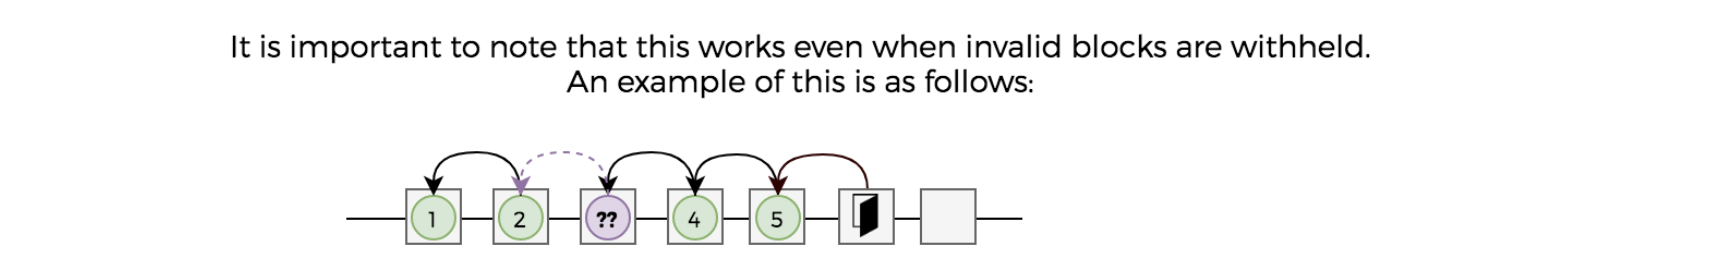 It is important to note that this works even when invalid blocks are withheld.
An example of this is as follows:
1 2 ?? 4 5